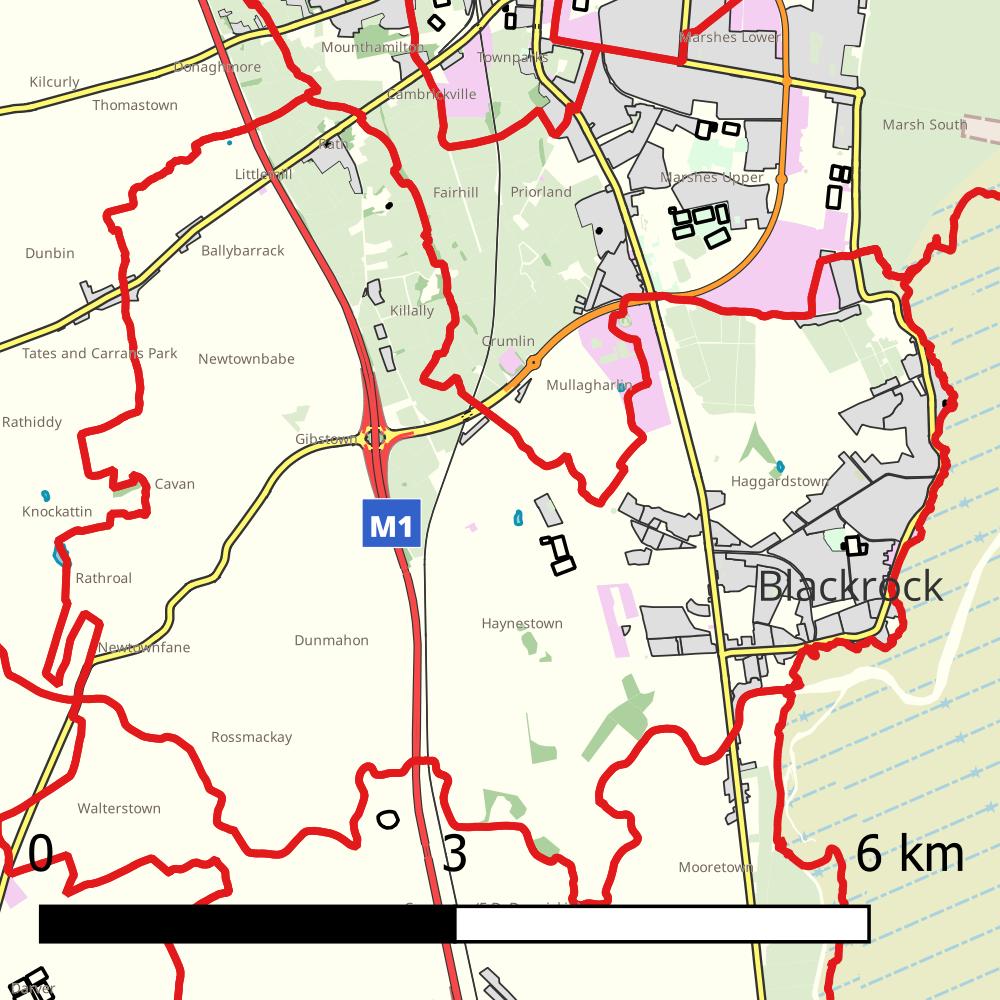 Mounthamilton
Marshes Lower
Townparks
Donaghmore
Kilcurly
Cambrickville
Thomastown
Marsh South
Rath
Littlemill
Marshes Upper
Fairhill
Priorland
Dunbin
Ballybarrack
Killally
Crumlin
Tates and Carrans Park
Newtownbabe
Mullagharlin
Rathiddy
Gibstown
Cavan
Haggardstown
Knockattin
M1
Rathroal
Blackrock
Haynestown
Dunmahon
Newtownfane
Rossmackay
Walterstown
0
3
6 km
Mooretown
Darver